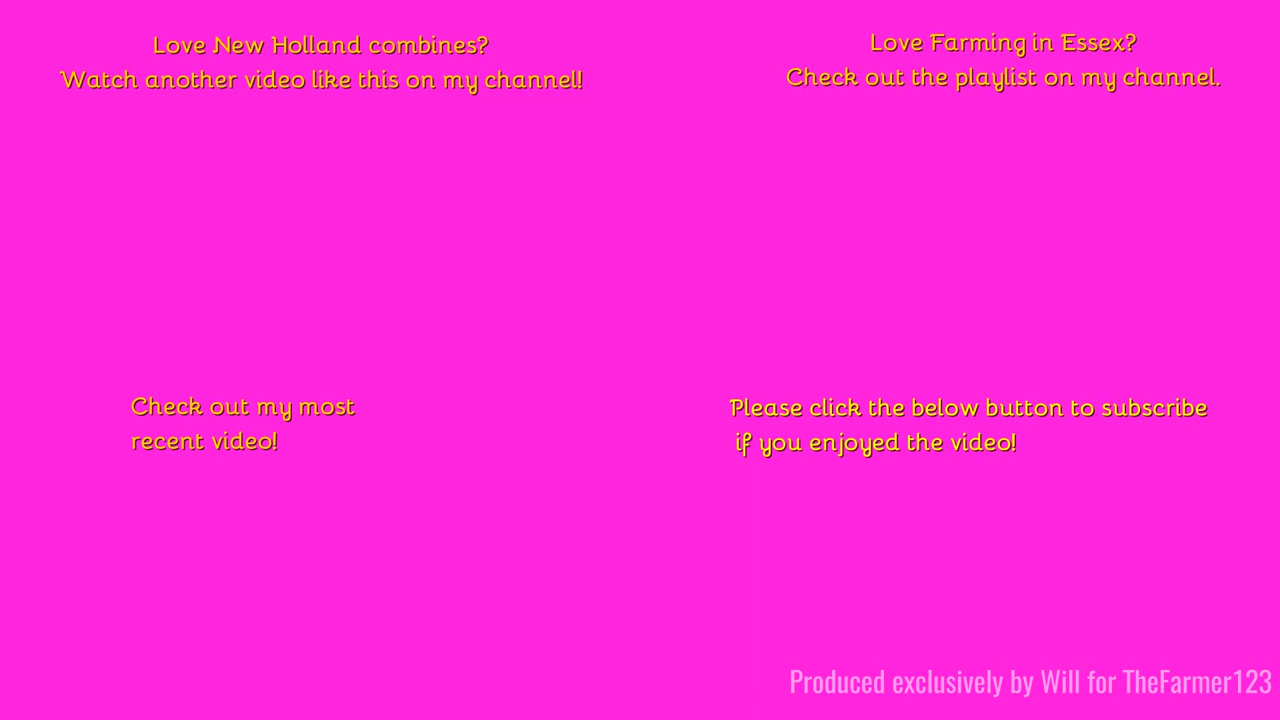 Love New Holland combines?
Watch another video like this on my channel!
Love Farming in Essex?
Check out the playlist on my channel.
Check out my most
recent video!
Please click the below button to subscribe
if you enjoyed the video!
Produced exclusively by Will for TheFarmer123